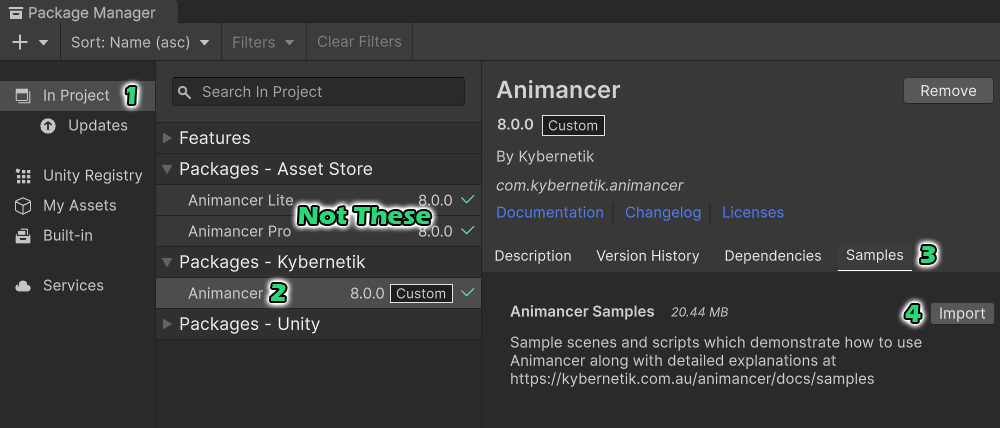 Package Manager
Sort: Name (asc)
Filters
Clear Filters
In Project 1
Updates
Unity Registry
My Assets
Built-in
Services
Search In Project
Features
Packages - Asset Store
Animancer Lite 8.0.0
Not These
Animancer Pro 8.0.0
Packages - Kybernetik
Animancer 2 8.0.0 Custom
Packages - Unity
Animancer
Remove
8.0.0 Custom
By Kybernetik
com.kybernetik.animancer
Documentation Changelog Licenses
Description Version History Dependencies Samples 3
Animancer Samples 20.44 MB 4 Import
Sample scenes and scripts which demonstrate how to use
Animancer along with detailed explanations at
https://kybernetik.com.au/animancer/docs/samples